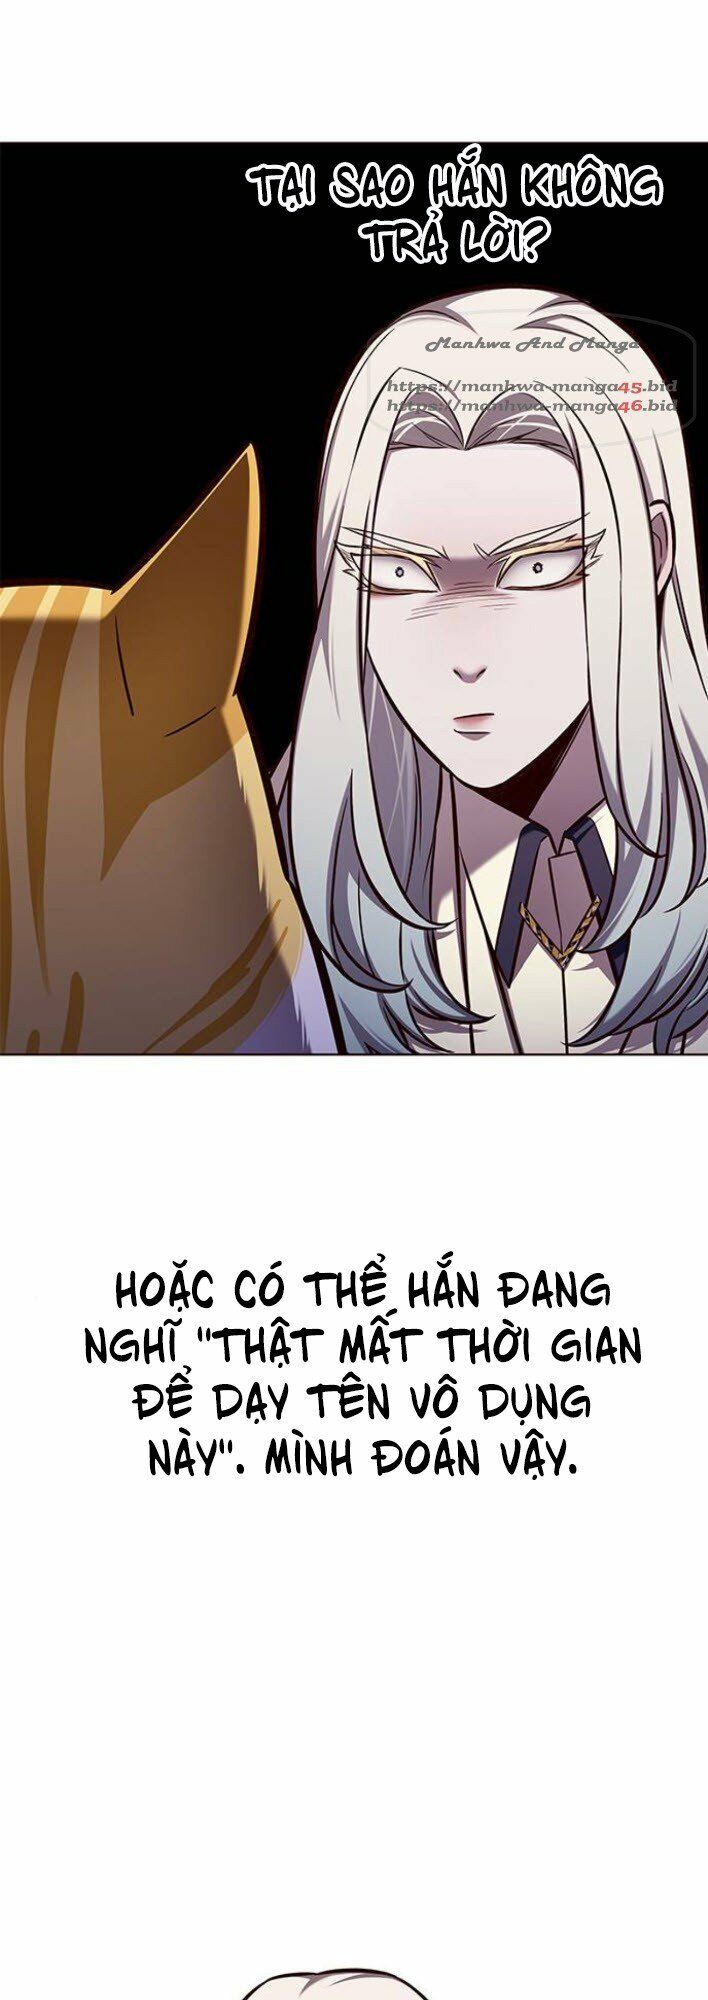 TẠI SAO HẮN KHÔNG
TRẢ LỜI?
Manhwa And Manga
https://manhwa-manga45.bid
https://manhwa-manga46.bid
HOẶC CÓ THỂ HẮN ĐANG
NGHĨ "THẬT MẤT THỜI GIAN
ĐỂ DẠY TÊN VÔ DỤNG
NÀY". MÌNH ĐOÁN VẬY.